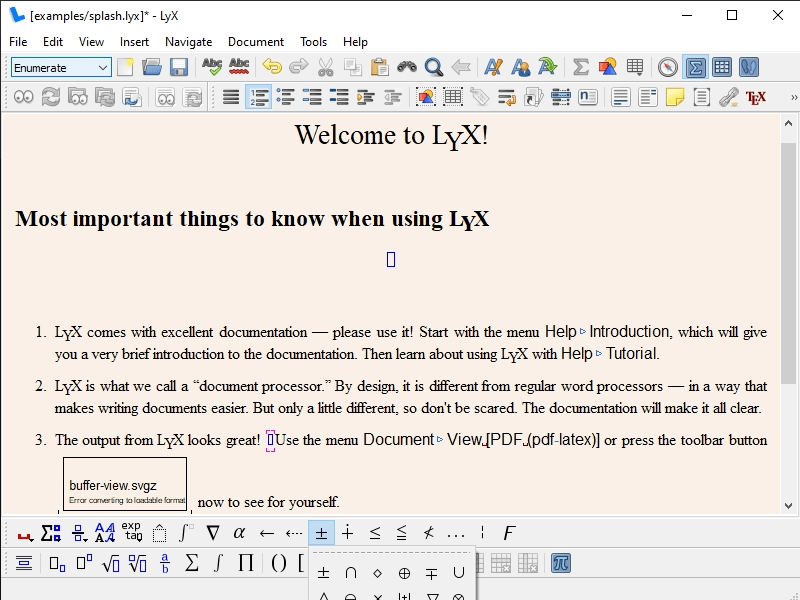 [examples/splash.lyx]* - LyX
File Edit View Insert Navigate Document Tools Help
Enumerate
Abc Abc
TEX
Welcome to LyX!
Most important things to know when using LyX
1. LyX comes with excellent documentation — please use it! Start with the menu Help ▹ Introduction, which will give
you a very brief introduction to the documentation. Then learn about using LyX with Help ▹ Tutorial.
2. LyX is what we call a “document processor.” By design, it is different from regular word processors — in a way that
makes writing documents easier. But only a little different, so don't be scared. The documentation will make it all clear.
3. The output from LyX looks great! Use the menu Document ▹ View [PDF (pdf-latex)] or press the toolbar button
buffer-view.svgz
Error converting to loadable format
now to see for yourself.
Σ AA AA exp tag ∫ ∇ α ← ⇠ ± ∔ ≤ ≦ ≮ … ¦ F
√ ∛ a/b Σ ∫ ∏ () [ π
± ∩ ⋄ ⊕ ∓ ∪